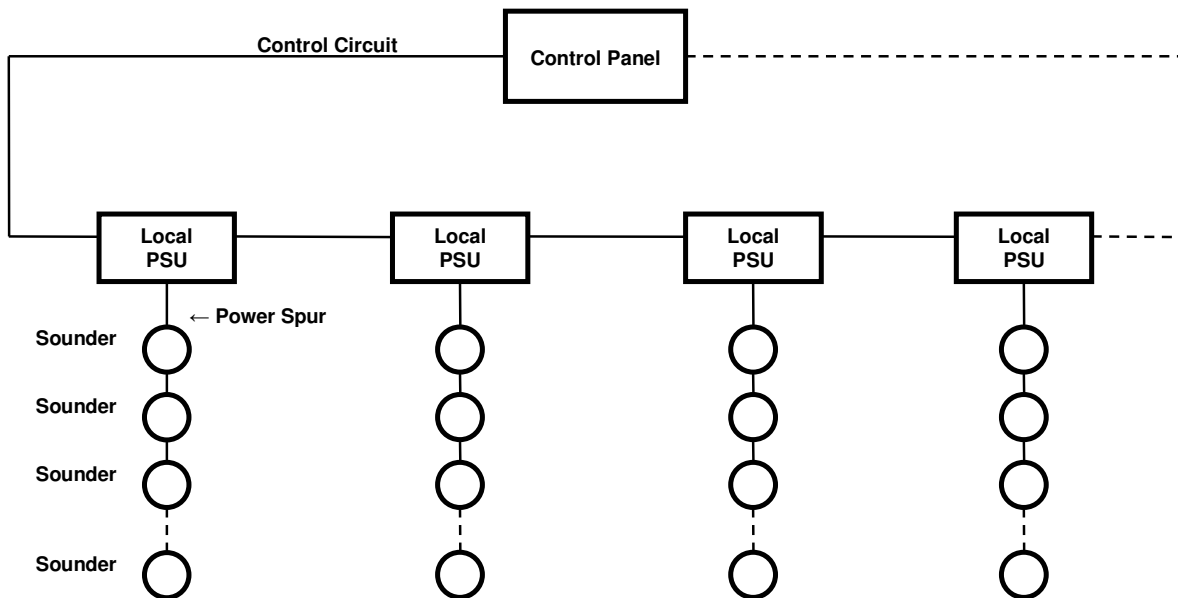 Control Circuit
Control Panel
Local
PSU
Local
PSU
Local
PSU
Local
PSU
← Power Spur
Sounder
Sounder
Sounder
Sounder